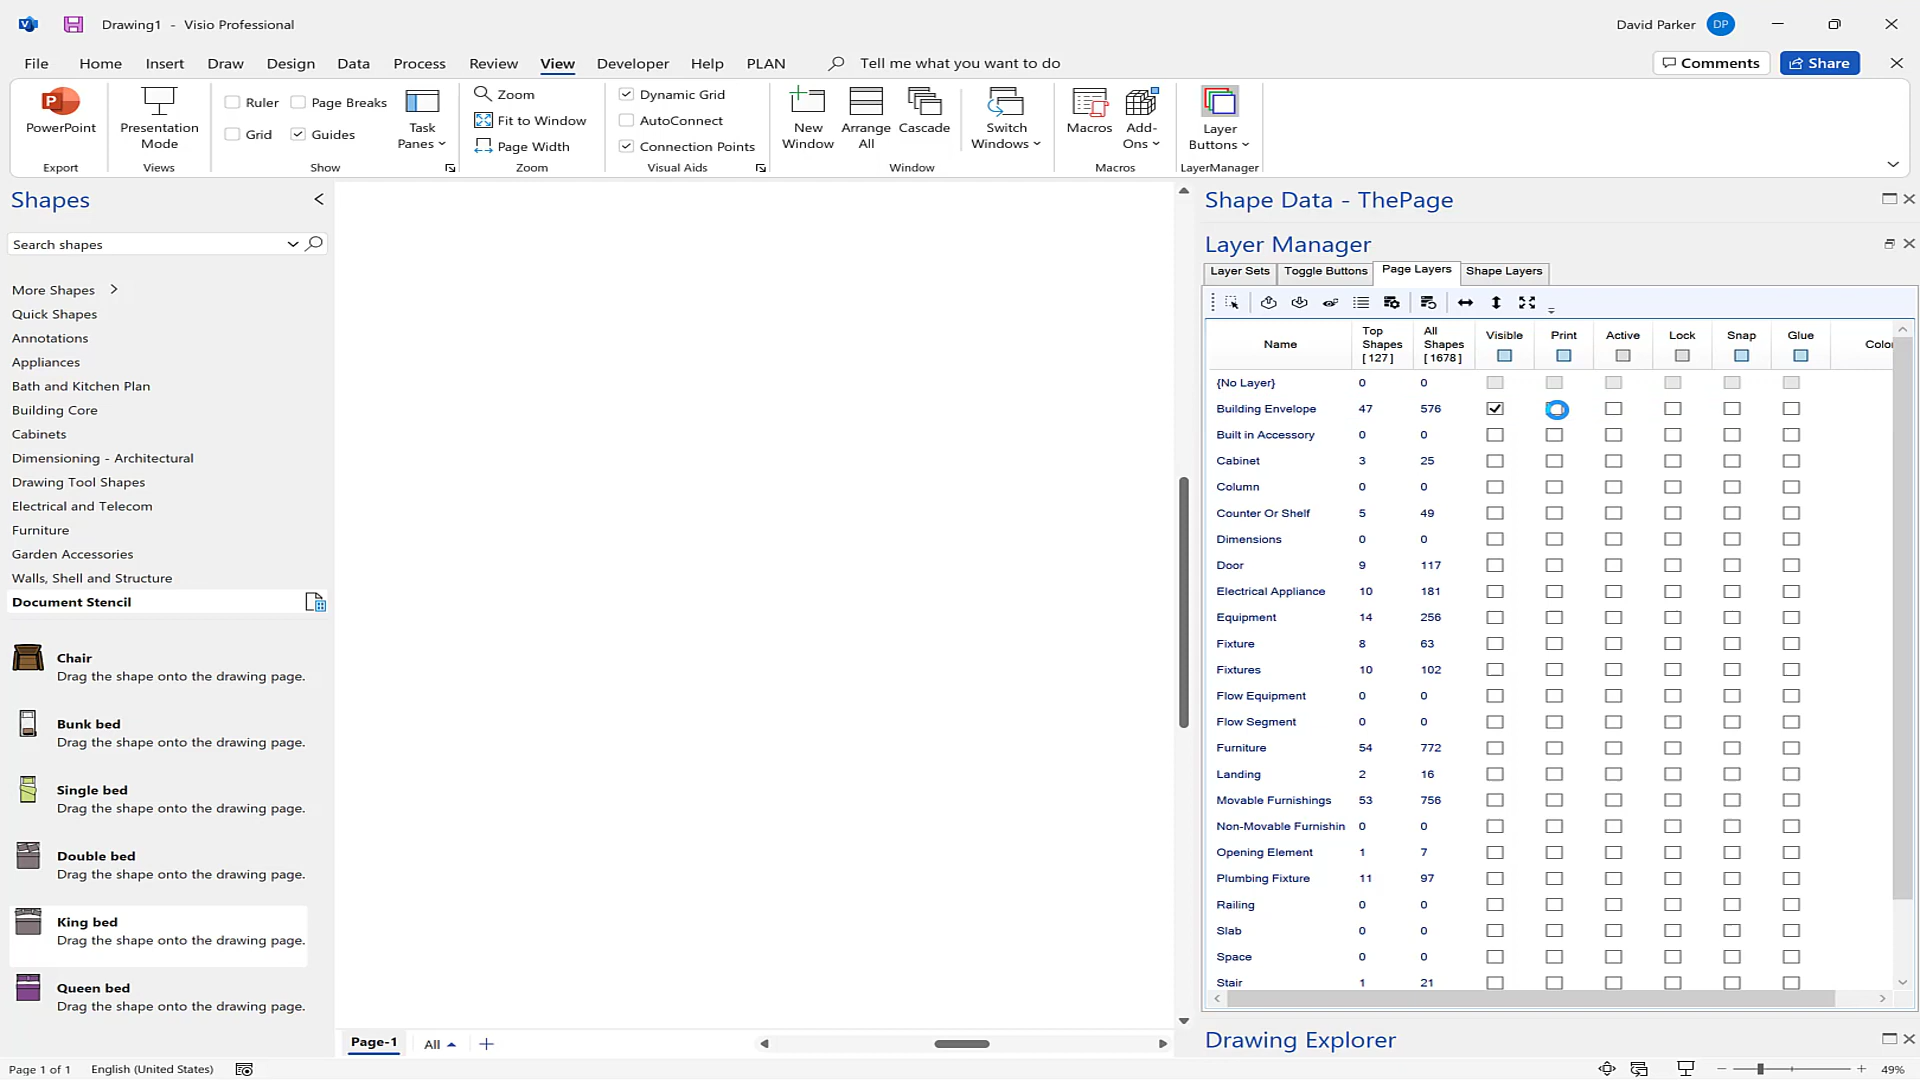 Drawing1 - Visio Professional
David Parker DP
File Home Insert Draw Design Data Process Review View Developer Help PLAN Tell me what you want to do
Comments Share
PowerPoint
Export
Presentation
Mode
Views
Ruler Page Breaks
Grid Guides
Task
Panes
Show
Zoom
Fit to Window
Page Width
Zoom
Dynamic Grid
AutoConnect
Connection Points
Visual Aids
New
Window
Arrange
All
Cascade
Switch
Windows
Window
Macros
Add-
Ons
Macros
Layer
Buttons
LayerManager
Shapes
Search shapes
More Shapes
Quick Shapes
Annotations
Appliances
Bath and Kitchen Plan
Building Core
Cabinets
Dimensioning - Architectural
Drawing Tool Shapes
Electrical and Telecom
Furniture
Garden Accessories
Walls, Shell and Structure
Document Stencil
Chair
Drag the shape onto the drawing page.
Bunk bed
Drag the shape onto the drawing page.
Single bed
Drag the shape onto the drawing page.
Double bed
Drag the shape onto the drawing page.
King bed
Drag the shape onto the drawing page.
Queen bed
Drag the shape onto the drawing page.
Shape Data - ThePage
Layer Manager
Layer Sets Toggle Buttons Page Layers Shape Layers
Name Top Shapes [127] All Shapes [1678] Visible Print Active Lock Snap Glue Colo
{No Layer} 0 0
Building Envelope 47 576
Built in Accessory 0 0
Cabinet 3 25
Column 0 0
Counter Or Shelf 5 49
Dimensions 0 0
Door 9 117
Electrical Appliance 10 181
Equipment 14 256
Fixture 8 63
Fixtures 10 102
Flow Equipment 0 0
Flow Segment 0 0
Furniture 54 772
Landing 2 16
Movable Furnishings 53 756
Non-Movable Furnishin 0 0
Opening Element 1 7
Plumbing Fixture 11 97
Railing 0 0
Slab 0 0
Space 0 0
Stair 1 21
Drawing Explorer
Page-1 All
Page 1 of 1 English (United States)
49%